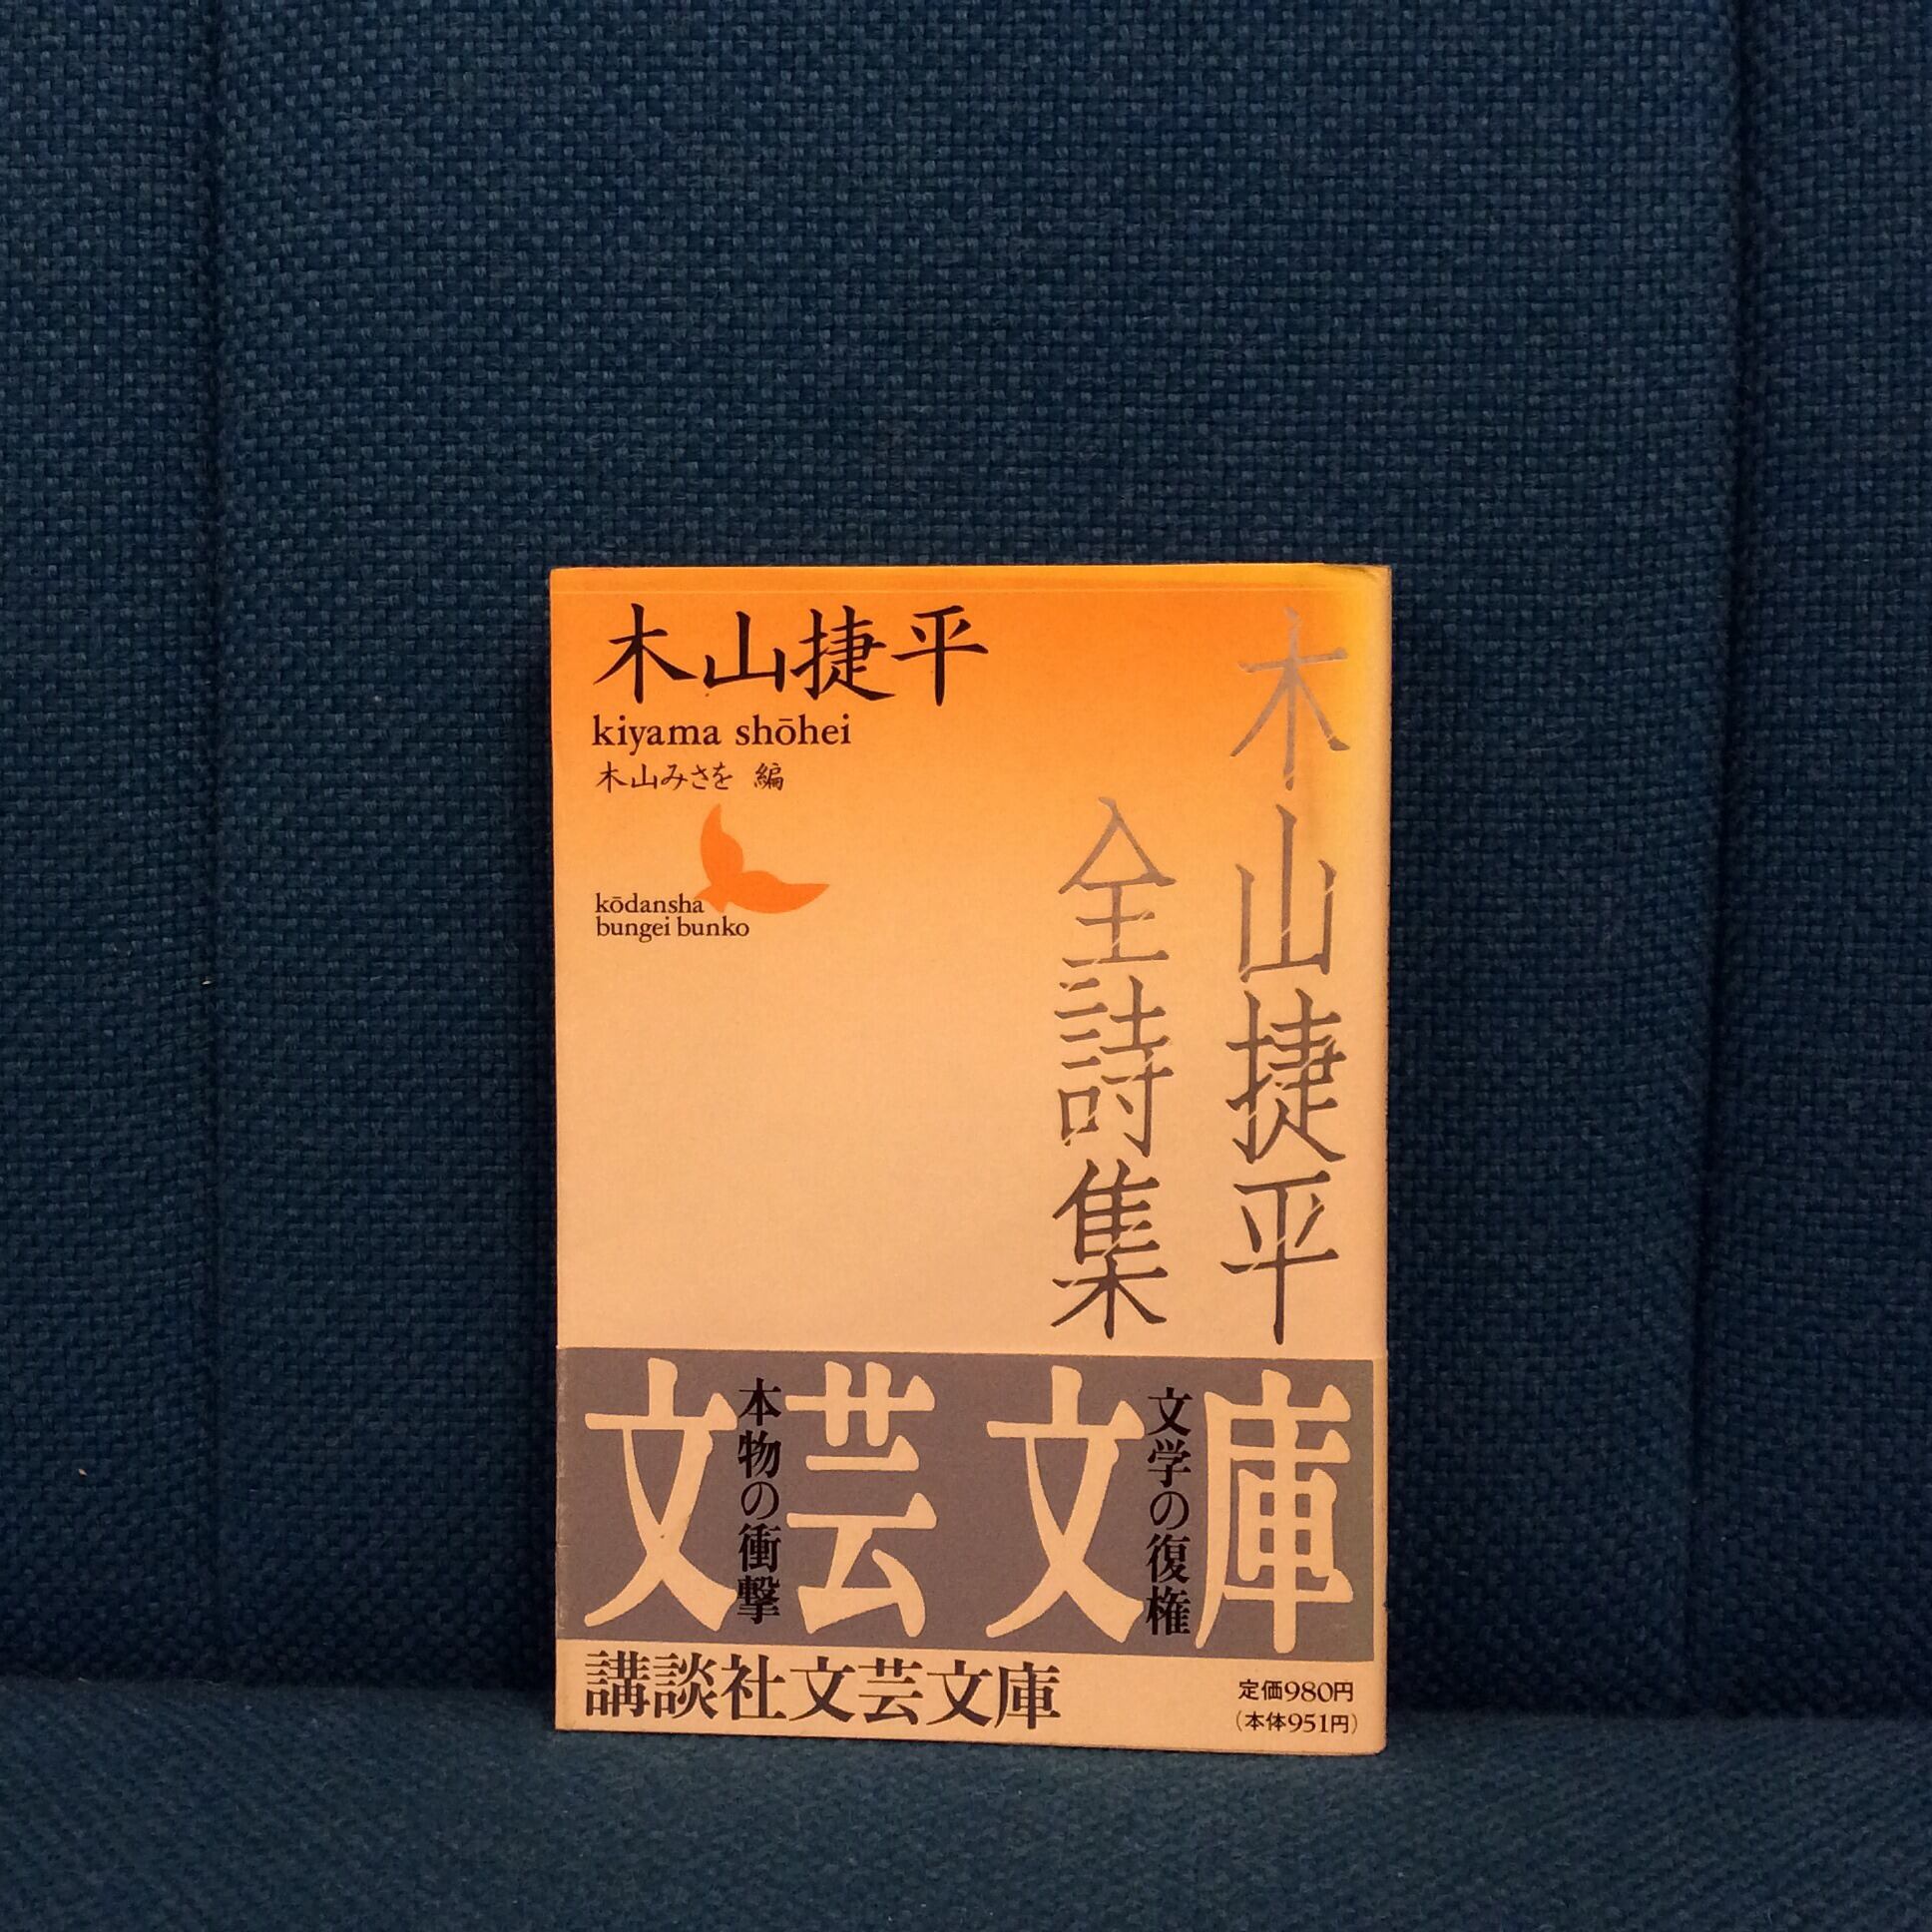 木山捷平
kiyama shōhei
木山みさを 編
kōdansha
bungei bunko
木山捷平
全詩集
文芸文庫
文学の復権
本物の衝撃
講談社文芸文庫
定価980円
（本体951円）